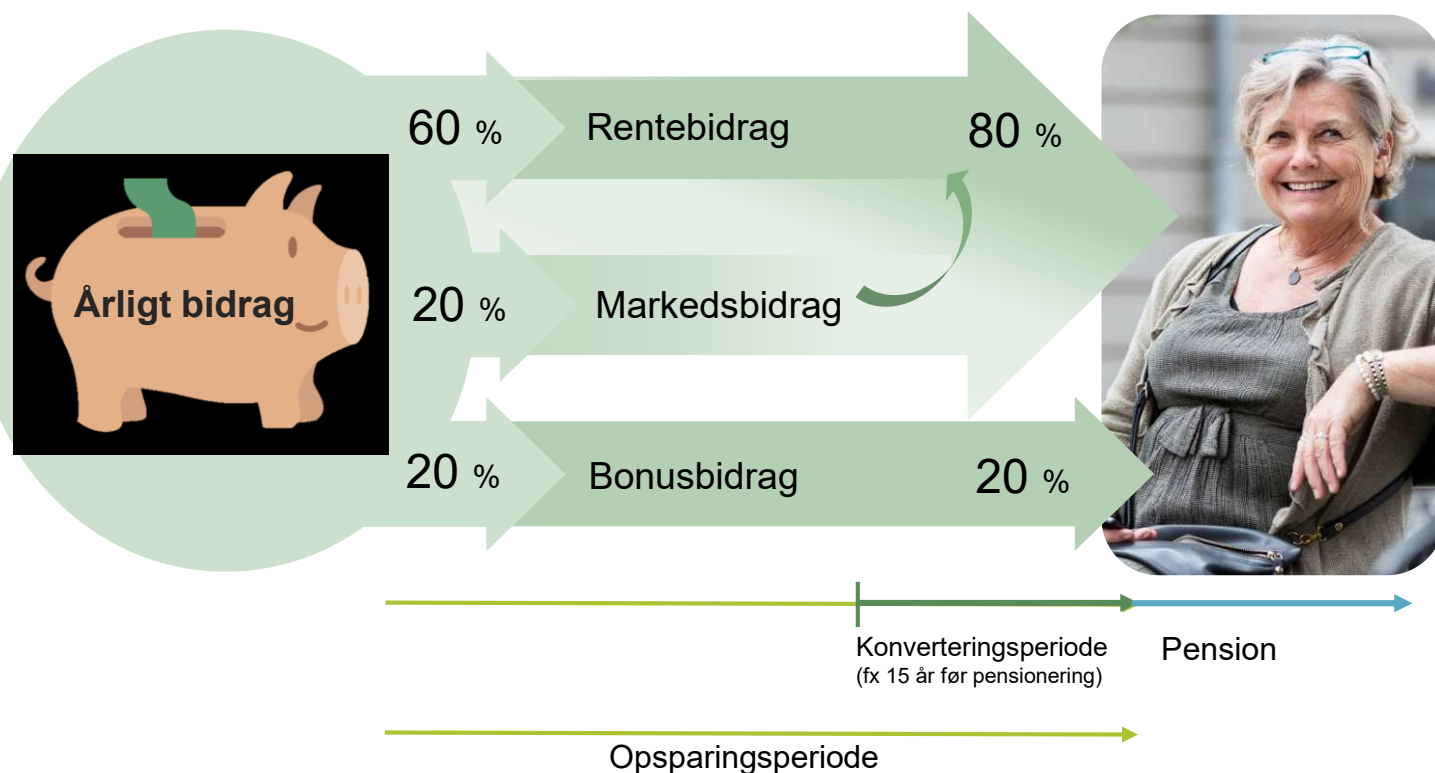 60 %
Rentebidrag
80 %
Årligt bidrag
20 %
Markedsbidrag
20 %
Bonusbidrag
20 %
Konverteringsperiode
(fx 15 år før pensionering)
Pension
Opsparingsperiode